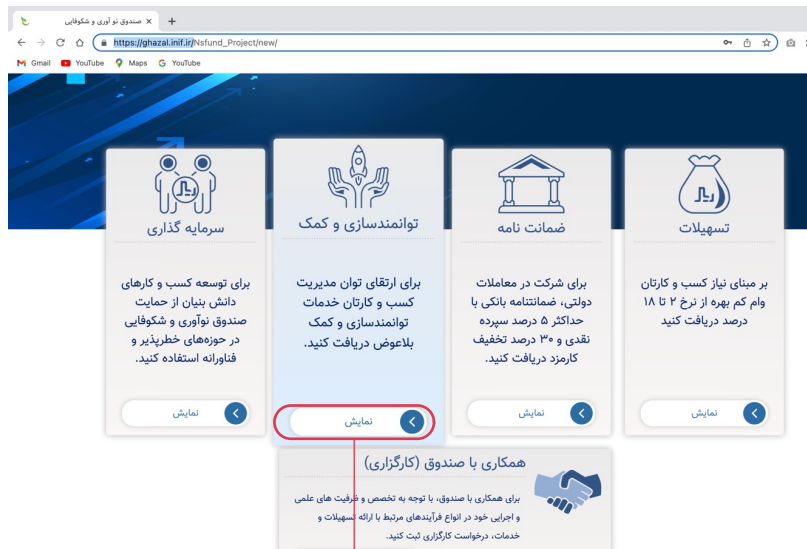 صندوق نو آوری و شکوفایی
https://ghazal.inif.ir/Nsfund_Project/new/
Gmail YouTube Maps YouTube
تسهیلات
بر مبنای نیاز کسب و کارتان
وام کم بهره از نرخ ۲ تا ۱۸
درصد دریافت کنید
نمایش
ضمانت نامه
برای شرکت در معاملات
دولتی، ضمانتنامه بانکی با
حداکثر ۵ درصد سپرده
نقدی و ۳۰ درصد تخفیف
کارمزد دریافت کنید.
نمایش
توانمندسازی و کمک
برای ارتقای توان مدیریت
کسب و کارتان خدمات
توانمندسازی و کمک
بلاعوض دریافت کنید.
نمایش
سرمایه گذاری
برای توسعه کسب و کارهای
دانش بنیان از حمایت
صندوق نوآوری و شکوفایی
در حوزه‌های خطرپذیر و
فناورانه استفاده کنید.
نمایش
همکاری با صندوق (کارگزاری)
برای همکاری با صندوق، با توجه به تخصص و ظرفیت های علمی
و اجرایی خود در انواع فرآیندهای مرتبط با ارائه تسهیلات و
خدمات، درخواست کارگزاری ثبت کنید.